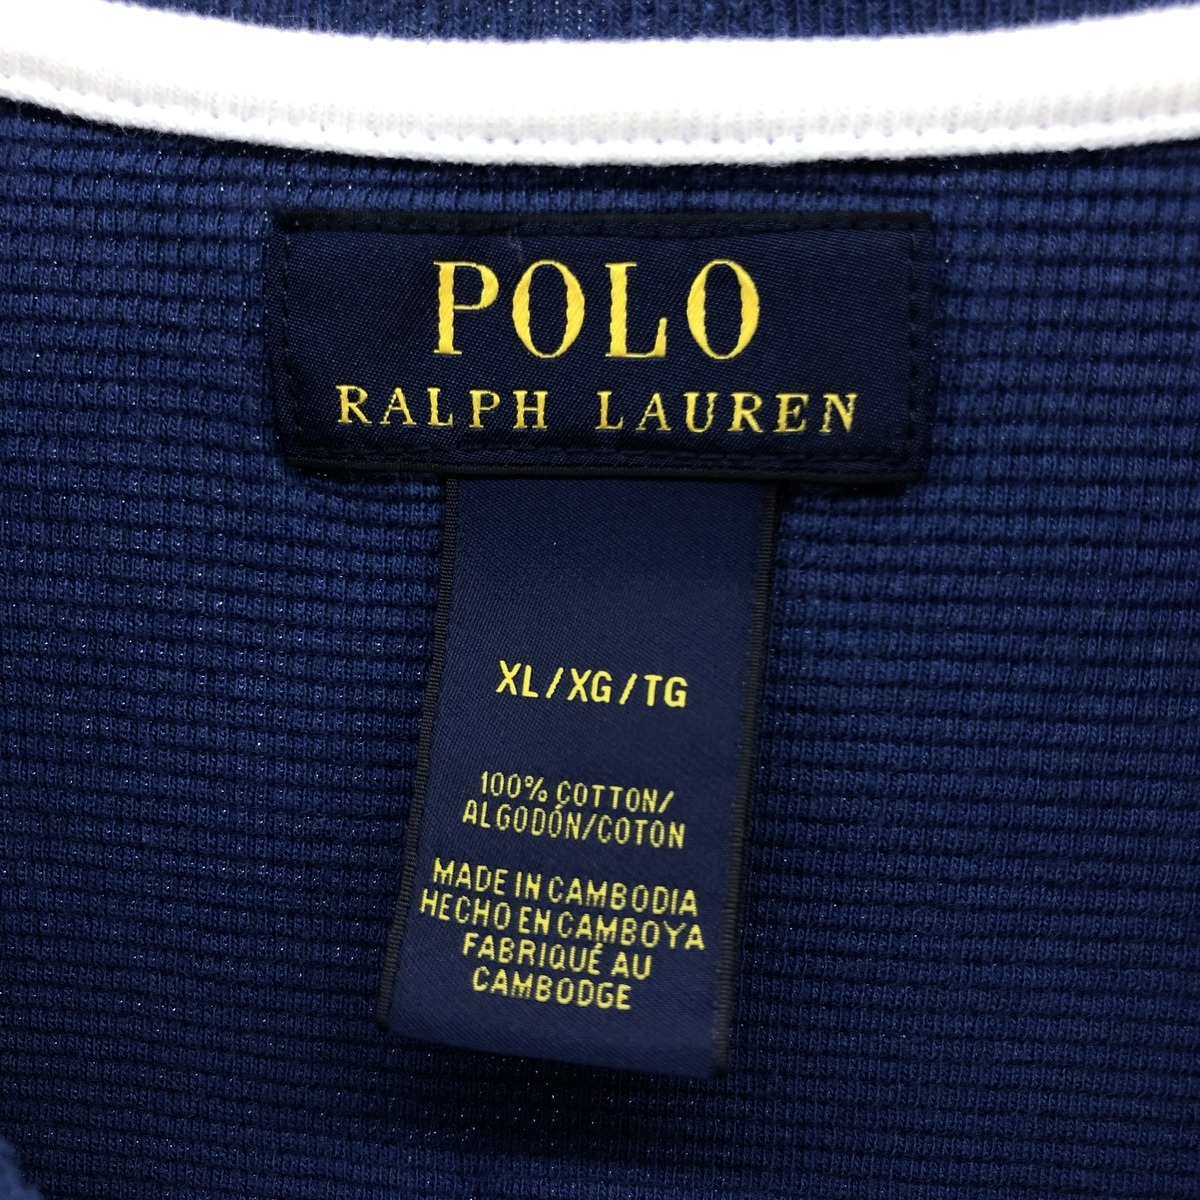 POLO
RALPH LAUREN
XL/XG/TG
100% COTTON/
ALGODÓN/COTON
MADE IN CAMBODIA
HECHO EN CAMBOYA
FABRIQUÉ AU
CAMBODGE